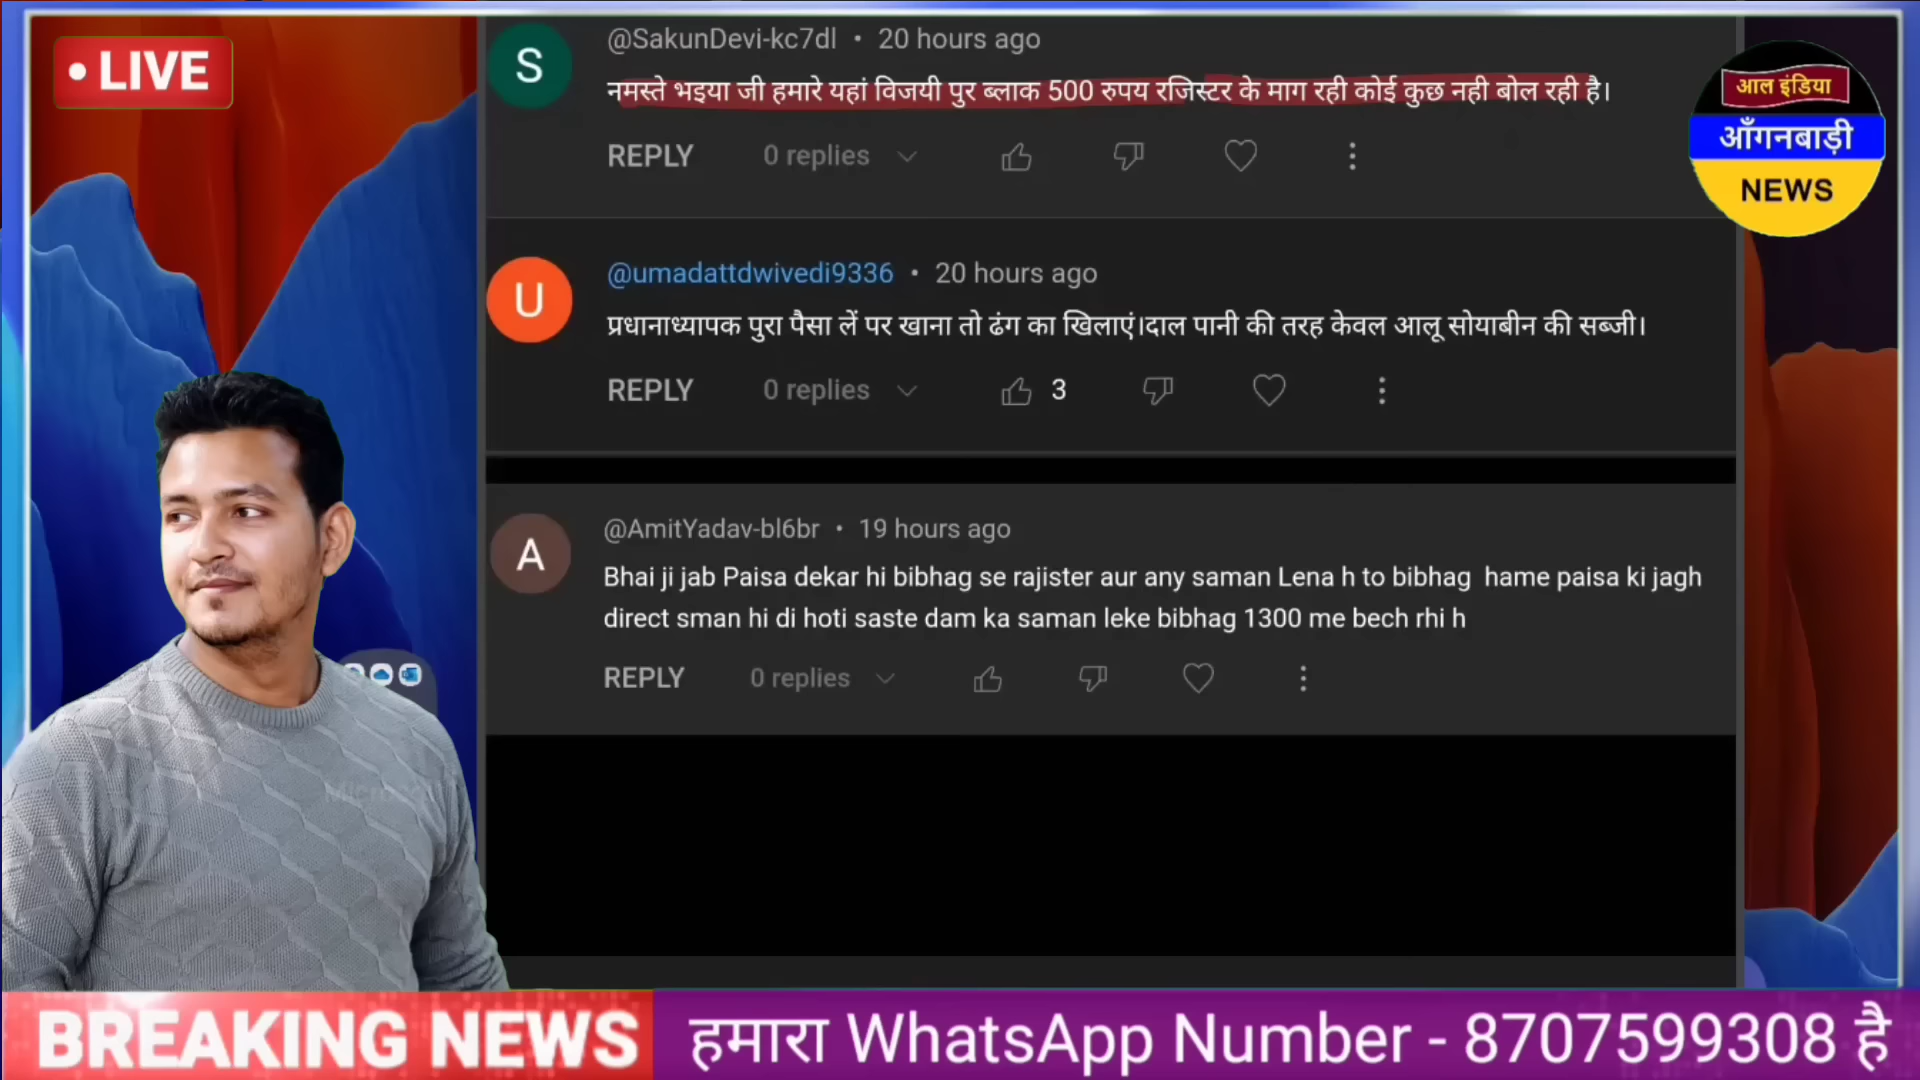 • LIVE
@SakunDevi-kc7dl • 20 hours ago
नमस्ते भइया जी हमारे यहां विजयी पुर ब्लाक 500 रुपय रजिस्टर के माग रही कोई कुछ नही बोल रही है।
REPLY 0 replies
आल इंडिया
आँगनबाड़ी
NEWS
@umadattdwivedi9336 • 20 hours ago
प्रधानाध्यापक पुरा पैसा लें पर खाना तो ढंग का खिलाएं।दाल पानी की तरह केवल आलू सोयाबीन की सब्जी।
REPLY 0 replies 3
@AmitYadav-bl6br • 19 hours ago
Bhai ji jab Paisa dekar hi bibhag se rajister aur any saman Lena h to bibhag hame paisa ki jagh
direct sman hi di hoti saste dam ka saman leke bibhag 1300 me bech rhi h
REPLY 0 replies
BREAKING NEWS
हमारा WhatsApp Number - 8707599308 है